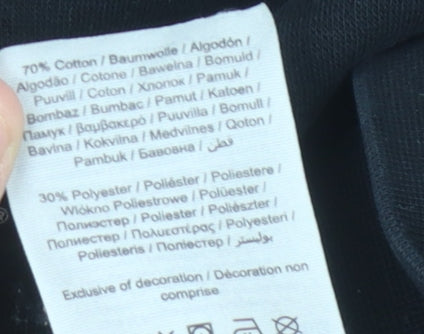 70% Cotton / Baumwolle / Algodón /
Algodão / Cotone / Bawełna / Bomuld /
Puuvill / Coton / Хлопок / Pamuk /
Bombaz / Bumbac / Pamut / Katoen /
Памук / βαμβακερό / Puuvilla / Bomull /
Bavlna / Kokvilna / Medvilnės / Qoton /
Pambuk / Бавовна / قطن
30% Polyester / Poliéster / Poliestere /
Włókno Poliestrowe / Polüester /
Полиэстер / Poliester / Poliészter /
Полиестер / Πολυεστέρας / Polyesteri /
Poliesteris / Поліестер / بوليستر
Exclusive of decoration / Décoration non
comprise